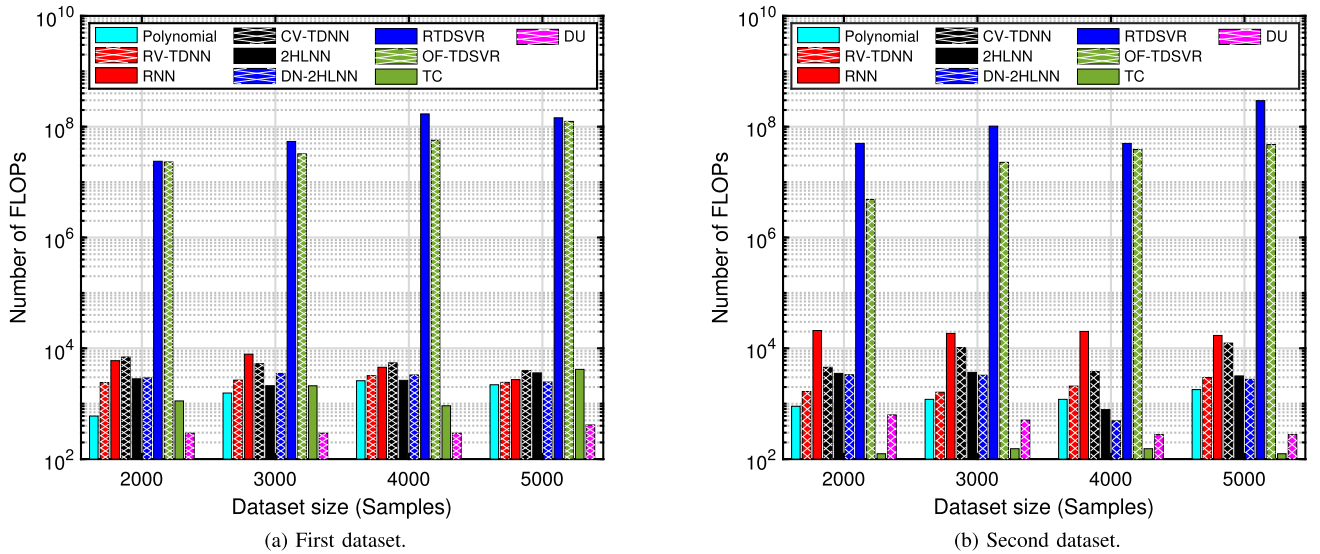 10^10
10^8
10^6
10^4
10^2
Number of FLOPs
Polynomial
RV-TDNN
RNN
CV-TDNN
2HLNN
DN-2HLNN
RTDSVR
OF-TDSVR
TC
DU
2000 3000 4000 5000
Dataset size (Samples)
(a) First dataset.
10^10
10^8
10^6
10^4
10^2
Number of FLOPs
Polynomial
RV-TDNN
RNN
CV-TDNN
2HLNN
DN-2HLNN
RTDSVR
OF-TDSVR
TC
DU
2000 3000 4000 5000
Dataset size (Samples)
(b) Second dataset.